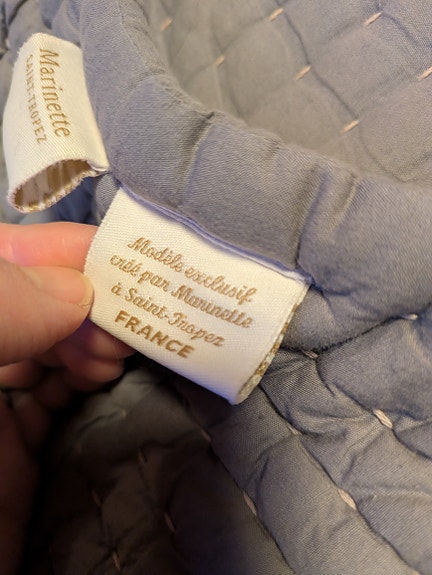 Marinette
SAINT-TROPEZ
Modèle exclusif
créé par Marinette
à Saint-Tropez
FRANCE